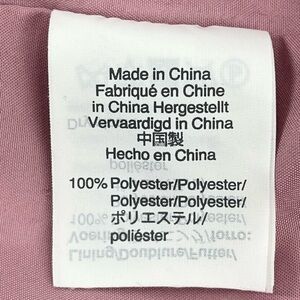 Made in China
Fabriqué en Chine
in China Hergestellt
Vervaardigd in China
中国製
Hecho en China
100% Polyester/Polyester/
Polyester/Polyester/
ポリエステル/
poliéster